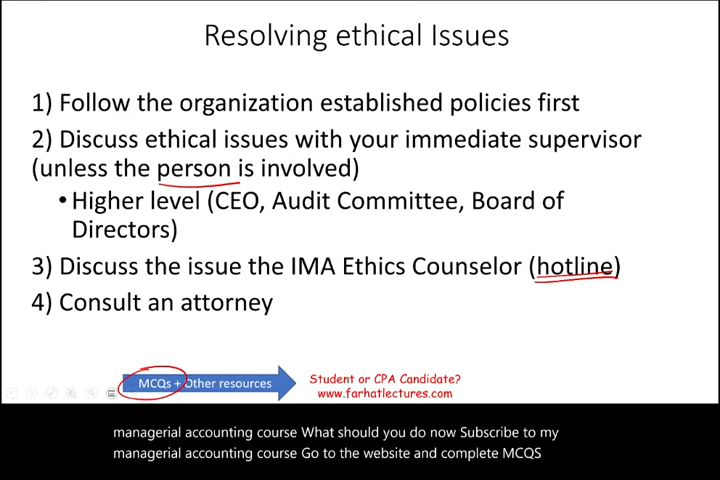 Resolving ethical Issues
1) Follow the organization established policies first
2) Discuss ethical issues with your immediate supervisor
(unless the person is involved)
• Higher level (CEO, Audit Committee, Board of
Directors)
3) Discuss the issue the IMA Ethics Counselor (hotline)
4) Consult an attorney
MCQs + Other resources
Student or CPA Candidate?
www.farhatlectures.com
managerial accounting course What should you do now Subscribe to my
managerial accounting course Go to the website and complete MCQS